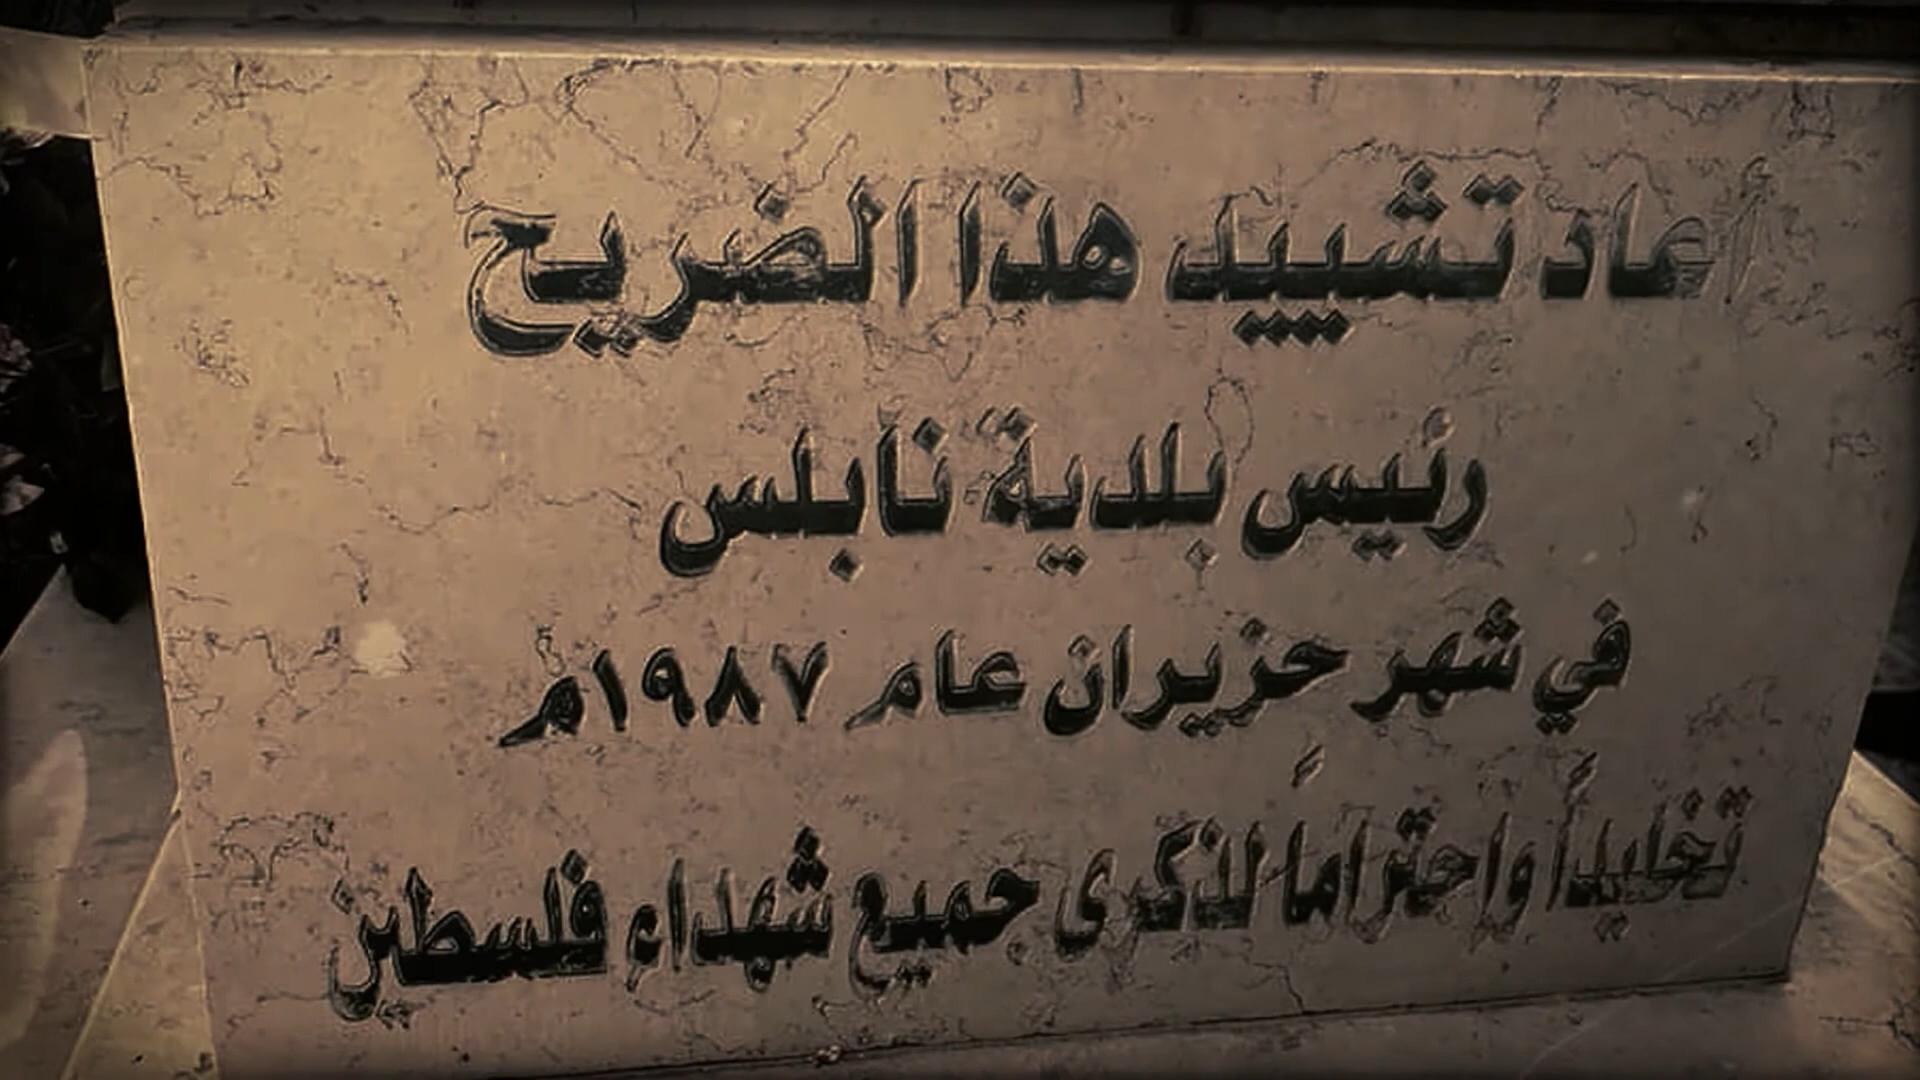 أعاد تشييد هذا الضريح
رئيس بلدية نابلس
في شهر حزيران عام ١٩٨٧م
تخليداً واحتراماً لذكرى جميع شهداء فلسطين